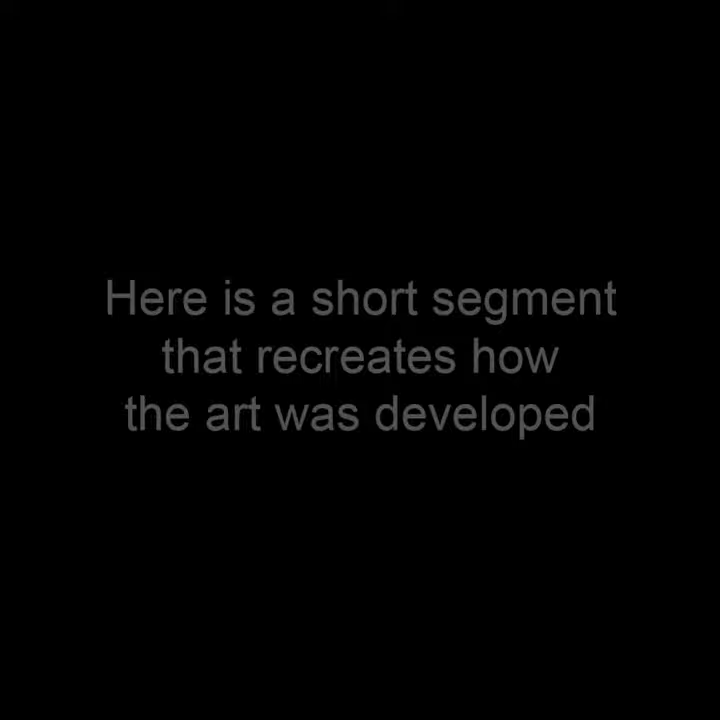 Here is a short segment
that recreates how
the art was developed